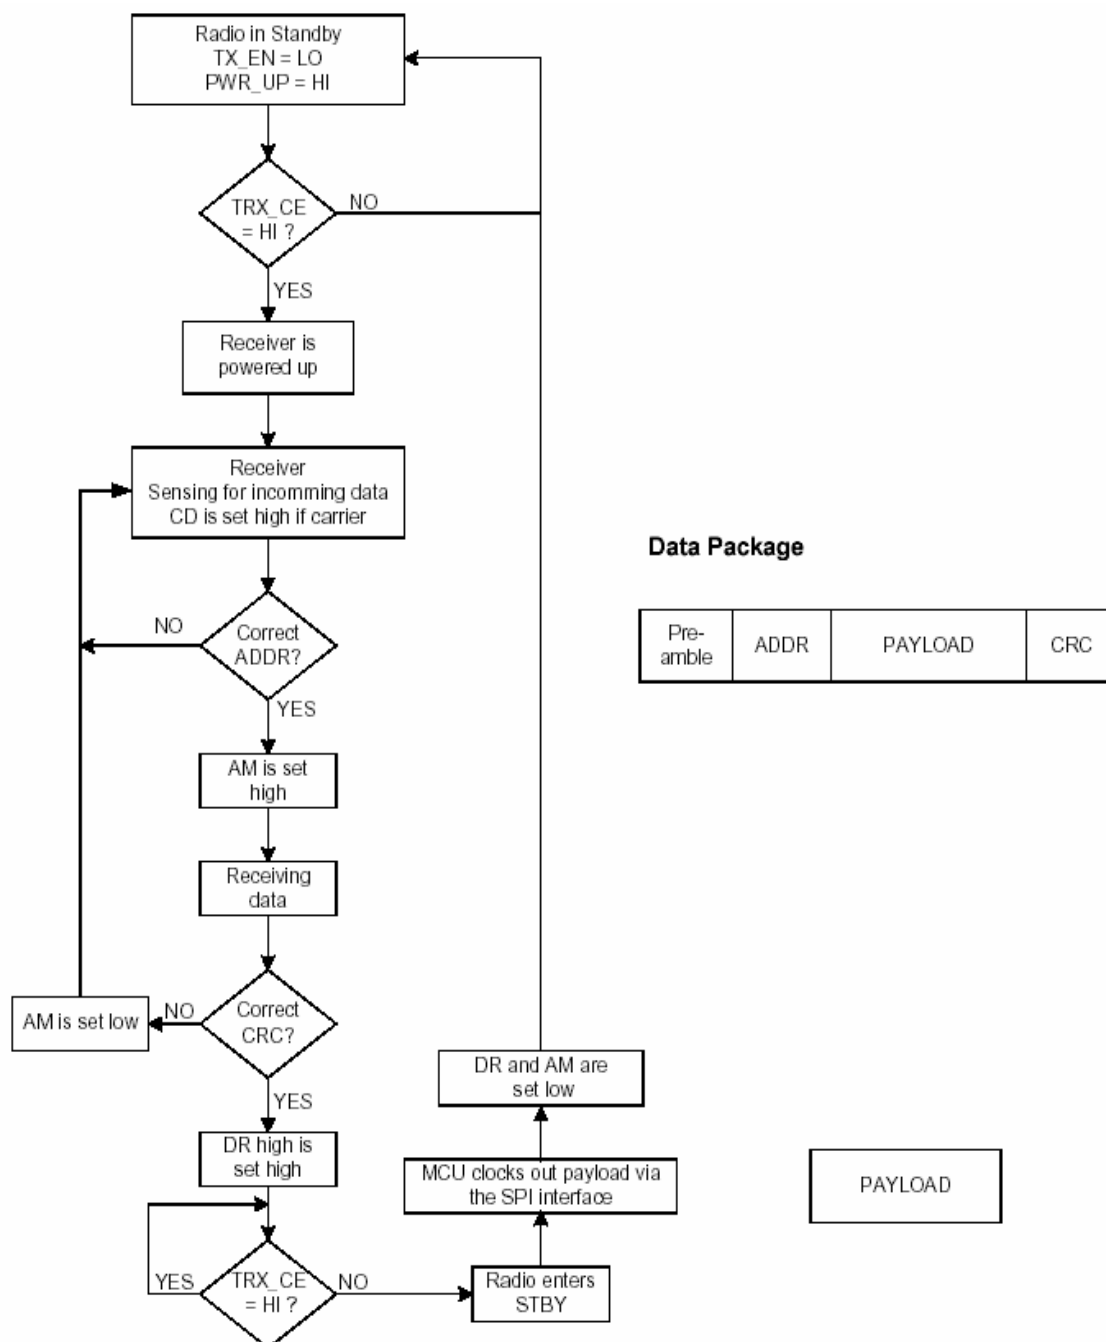 Radio in Standby
TX_EN = LO
PWR_UP = HI
TRX_CE
= HI ?
NO
YES
Receiver is
powered up
Receiver
Sensing for incomming data
CD is set high if carrier
Data Package
Pre-
amble
ADDR
PAYLOAD
CRC
NO
Correct
ADDR?
YES
AM is set
high
Receiving
data
AM is set low
NO
Correct
CRC?
YES
DR and AM are
set low
DR high is
set high
MCU clocks out payload via
the SPI interface
PAYLOAD
YES
TRX_CE
= HI ?
NO
Radio enters
STBY